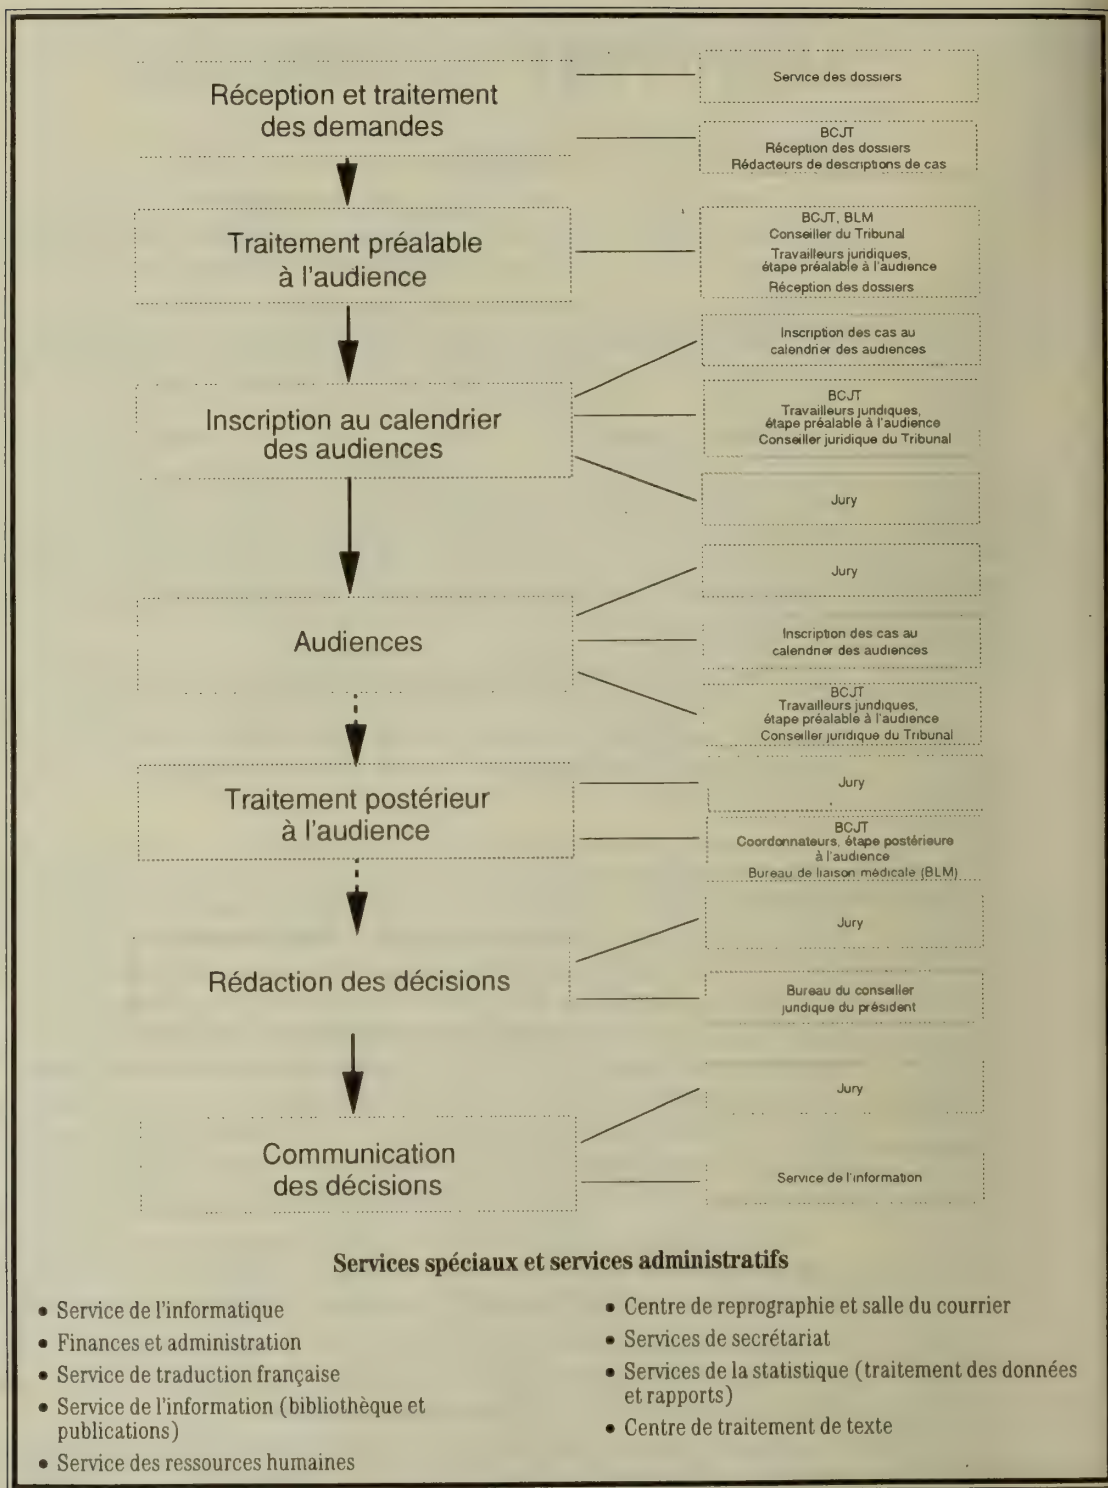 Réception et traitement
des demandes
Service des dossiers
BCJT
Réception des dossiers
Rédacteurs de descriptions de cas
Traitement préalable
à l'audience
BCJT, BLM
Conseiller du Tribunal
Travailleurs juridiques,
étape préalable à l'audience
Réception des dossiers
Inscription au calendrier
des audiences
Inscription des cas au
calendrier des audiences
BCJT
Travailleurs juridiques,
étape préalable à l'audience
Conseiller juridique du Tribunal
Jury
Audiences
Jury
Inscription des cas au
calendrier des audiences
BCJT
Travailleurs juridiques,
étape préalable à l'audience
Conseiller juridique du Tribunal
Traitement postérieur
à l'audience
Jury
BCJT
Coordonnateurs, étape postérieure
à l'audience
Bureau de liaison médicale (BLM)
Rédaction des décisions
Jury
Bureau du conseiller
juridique du président
Communication
des décisions
Jury
Service de l'information
Services spéciaux et services administratifs
• Service de l'informatique
• Finances et administration
• Service de traduction française
• Service de l'information (bibliothèque et
publications)
• Service des ressources humaines
• Centre de reprographie et salle du courrier
• Services de secrétariat
• Services de la statistique (traitement des données
et rapports)
• Centre de traitement de texte